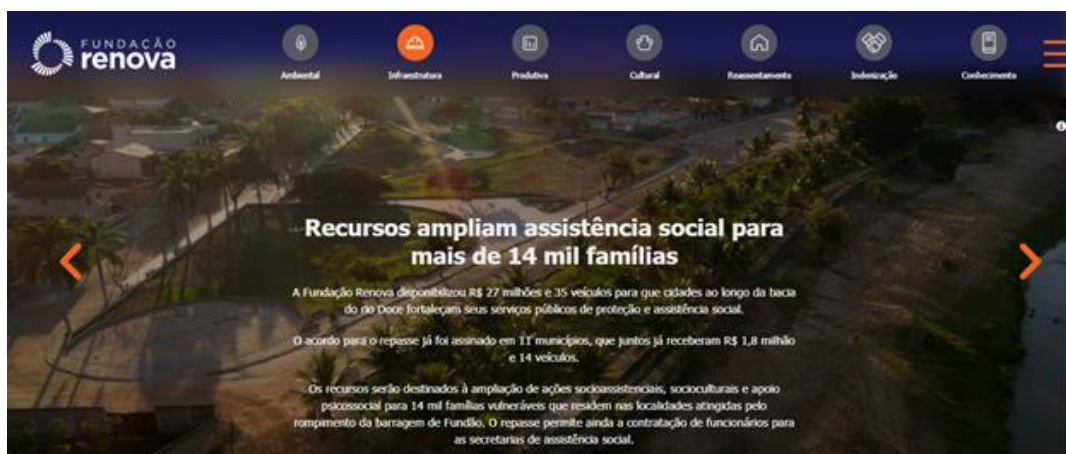 FUNDAÇÃO
renova
Ambiental
Infraestrutura
Produtiva
Cultural
Reassentamento
Indenização
Conhecimento
Recursos ampliam assistência social para
mais de 14 mil famílias
A Fundação Renova disponibilizou R$ 27 milhões e 35 veículos para que cidades ao longo da bacia
do rio Doce fortaleçam seus serviços públicos de proteção e assistência social.
O acordo para o repasse já foi assinado em 11 municípios, que juntos já receberam R$ 1,8 milhão
e 14 veículos.
Os recursos serão destinados à ampliação de ações socioassistenciais, socioculturais e apoio
psicossocial para 14 mil famílias vulneráveis que residem nas localidades atingidas pelo
rompimento da barragem de Fundão. O repasse permite ainda a contratação de funcionários para
as secretarias de assistência social.